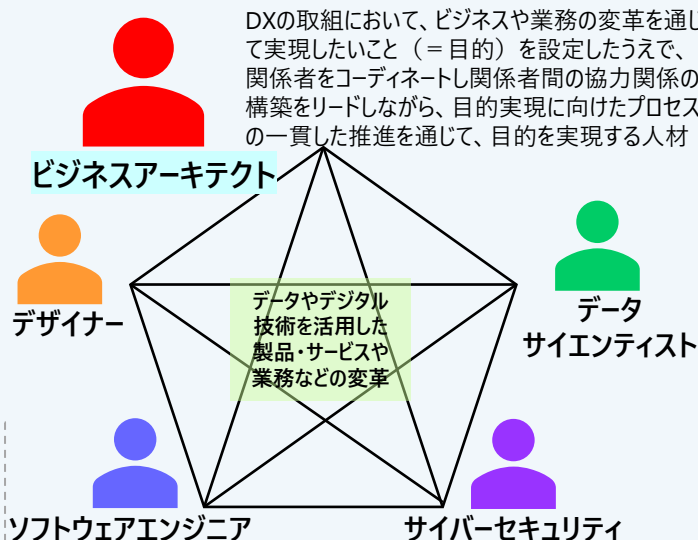 DXの取組において、ビジネスや業務の変革を通じ
て実現したいこと（＝目的）を設定したうえで、
関係者をコーディネートし関係者間の協力関係の
構築をリードしながら、目的実現に向けたプロセス
の一貫した推進を通じて、目的を実現する人材
ビジネスアーキテクト
デザイナー
データ
サイエンティスト
データやデジタル
技術を活用した
製品・サービスや
業務などの変革
ソフトウェアエンジニア
サイバーセキュリティ